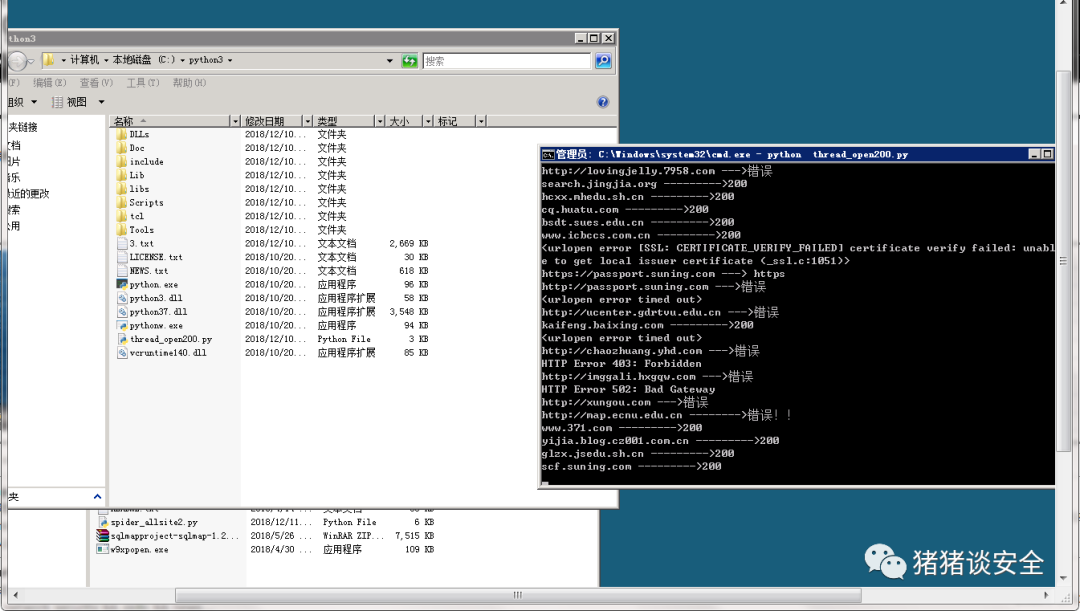 thon3
计算机 本地磁盘 (C:) python3
搜索
编辑(E) 查看(V) 工具(T) 帮助(H)
组织 视图
夹链接
文档
图片
音乐
最近的更改
搜索
公用
夹
名称 修改日期 类型 大小 标记
DLLs 2018/12/10... 文件夹
Doc 2018/12/10... 文件夹
include 2018/12/10... 文件夹
Lib 2018/12/10... 文件夹
libs 2018/12/10... 文件夹
Scripts 2018/12/10... 文件夹
tcl 2018/12/10... 文件夹
Tools 2018/12/10... 文件夹
3.txt 2018/12/10... 文本文档 2,669 KB
LICENSE.txt 2018/10/20... 文本文档 30 KB
NEWS.txt 2018/10/20... 文本文档 618 KB
python.exe 2018/10/20... 应用程序 96 KB
python3.dll 2018/10/20... 应用程序扩展 58 KB
python37.dll 2018/10/20... 应用程序扩展 3,548 KB
pythonw.exe 2018/10/20... 应用程序 94 KB
thread_open200.py 2018/12/10... Python File 3 KB
vcruntime140.dll 2018/10/20... 应用程序扩展 85 KB
spider_allsite2.py 2018/12/11... Python File 6 KB
sqlmapproject-sqlmap-1.2... 2018/5/26 ... WinRAR ZIP... 7,515 KB
w9xpopen.exe 2018/4/30 ... 应用程序 109 KB
管理员: C:\Windows\system32\cmd.exe - python thread_open200.py
http://lovingjelly.7958.com --->错误
search.jingjia.org --------->200
hcxx.mhedu.sh.cn --------->200
cq.huatu.com --------->200
bsdt.sues.edu.cn --------->200
www.icbccs.com.cn --------->200
<urlopen error [SSL: CERTIFICATE_VERIFY_FAILED] certificate verify failed: unabl
e to get local issuer certificate (_ssl.c:1051)>
https://passport.suning.com ---> https
http://passport.suning.com --->错误
<urlopen error timed out>
http://ucenter.gdrtvu.edu.cn --->错误
kaifeng.baixing.com --------->200
<urlopen error timed out>
http://chaozhuang.yhd.com --->错误
HTTP Error 403: Forbidden
http://imggali.hxgqw.com --->错误
HTTP Error 502: Bad Gateway
http://xungou.com --->错误
http://map.ecnu.edu.cn -------->错误！！
www.371.com --------->200
yijia.blog.cz001.com.cn --------->200
glzx.jsedu.sh.cn --------->200
scf.suning.com --------->200
猪猪谈安全